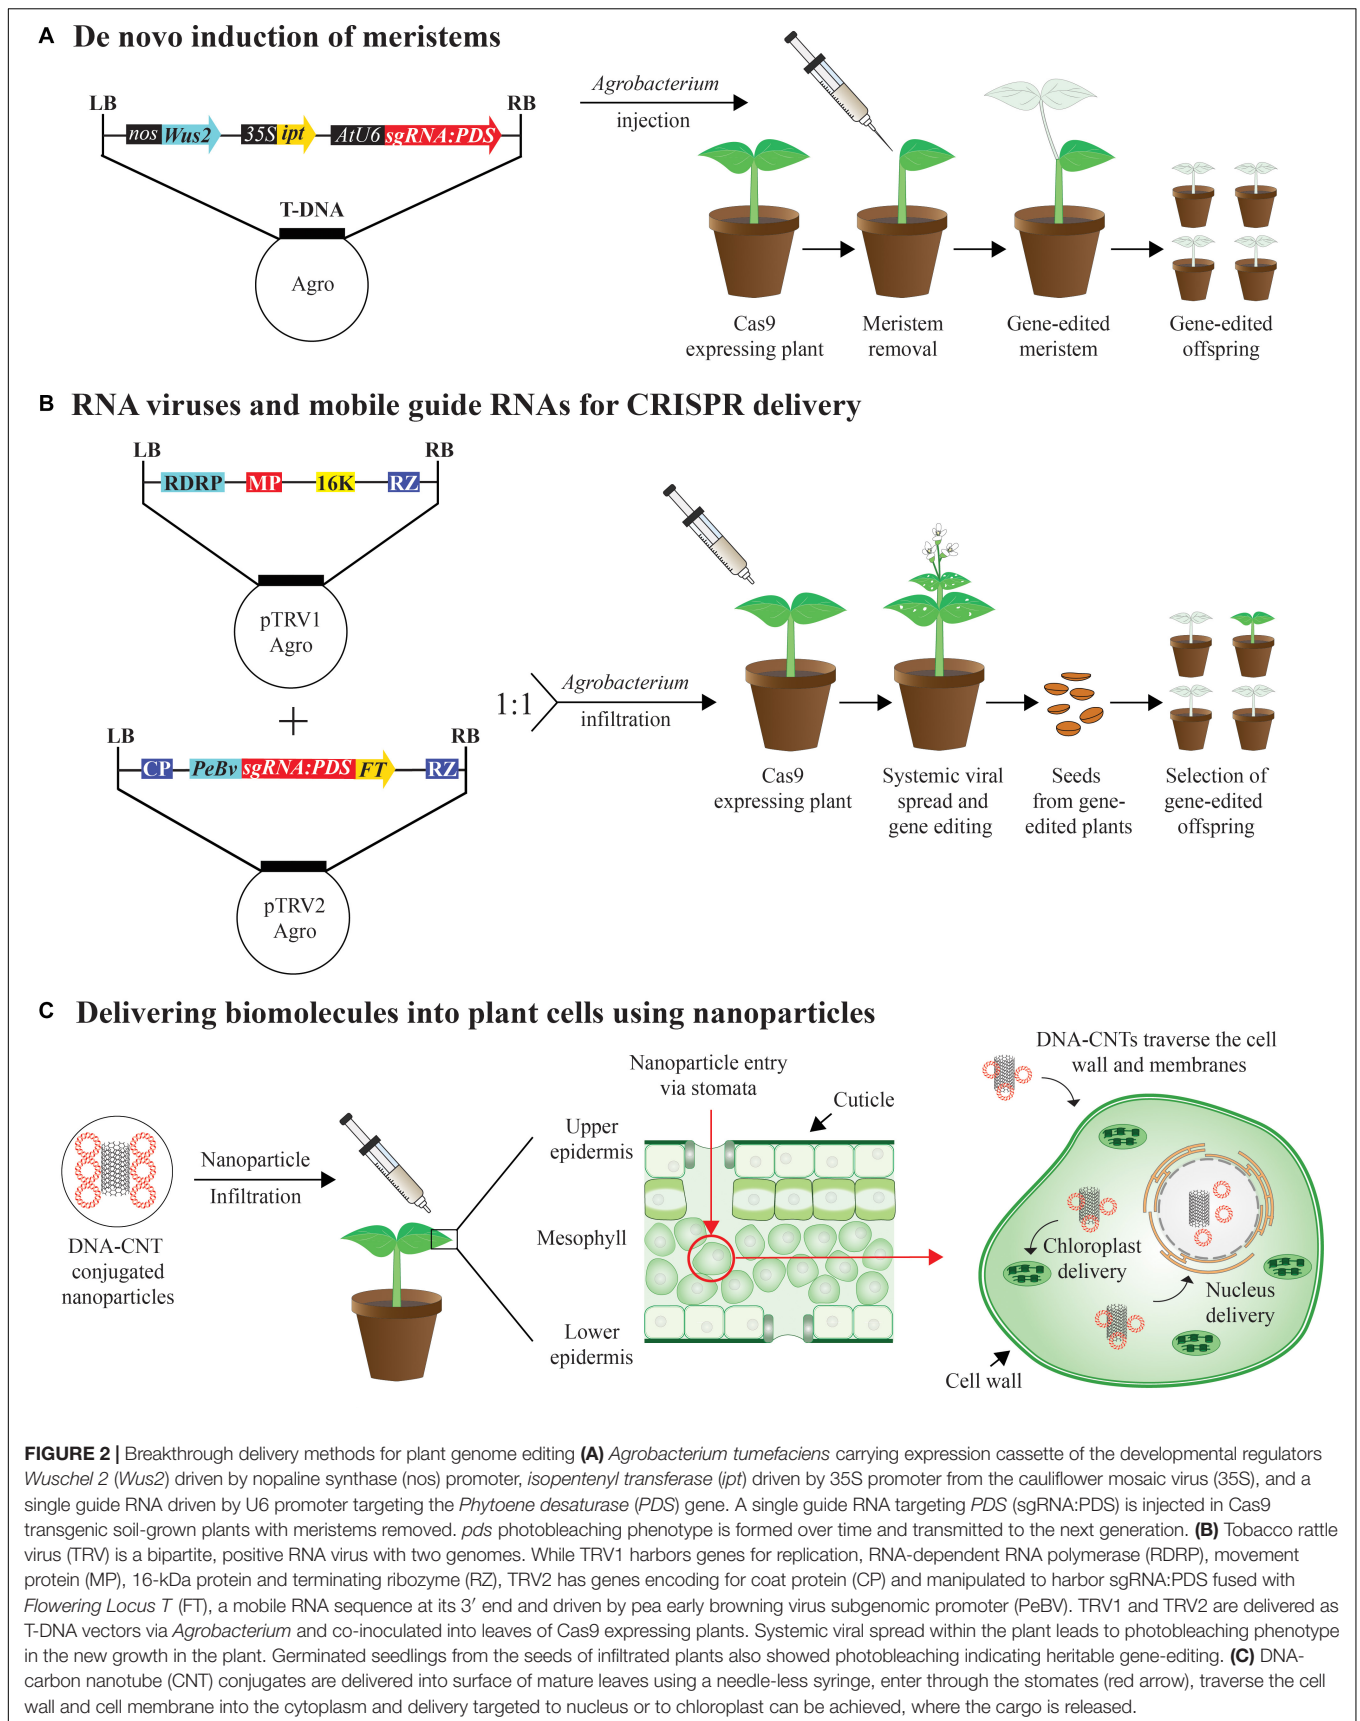 A De novo induction of meristems
LB
RB
nos Wus2 35S ipt AtU6 sgRNA:PDS
T-DNA
Agro
Agrobacterium
injection
Cas9
expressing plant
Meristem
removal
Gene-edited
meristem
Gene-edited
offspring
B RNA viruses and mobile guide RNAs for CRISPR delivery
LB
RB
RDRP MP 16K RZ
pTRV1
Agro
+
LB
RB
CP PeBv sgRNA:PDS FT RZ
pTRV2
Agro
1:1
Agrobacterium
infiltration
Cas9
expressing plant
Systemic viral
spread and
gene editing
Seeds
from gene-
edited plants
Selection of
gene-edited
offspring
C Delivering biomolecules into plant cells using nanoparticles
DNA-CNT
conjugated
nanoparticles
Nanoparticle
Infiltration
Upper
epidermis
Mesophyll
Lower
epidermis
Nanoparticle entry
via stomata
Cuticle
DNA-CNTs traverse the cell
wall and membranes
Chloroplast
delivery
Nucleus
delivery
Cell wall
FIGURE 2 | Breakthrough delivery methods for plant genome editing (A) Agrobacterium tumefaciens carrying expression cassette of the developmental regulators
Wuschel 2 (Wus2) driven by nopaline synthase (nos) promoter, isopentenyl transferase (ipt) driven by 35S promoter from the cauliflower mosaic virus (35S), and a
single guide RNA driven by U6 promoter targeting the Phytoene desaturase (PDS) gene. A single guide RNA targeting PDS (sgRNA:PDS) is injected in Cas9
transgenic soil-grown plants with meristems removed. pds photobleaching phenotype is formed over time and transmitted to the next generation. (B) Tobacco rattle
virus (TRV) is a bipartite, positive RNA virus with two genomes. While TRV1 harbors genes for replication, RNA-dependent RNA polymerase (RDRP), movement
protein (MP), 16-kDa protein and terminating ribozyme (RZ), TRV2 has genes encoding for coat protein (CP) and manipulated to harbor sgRNA:PDS fused with
Flowering Locus T (FT), a mobile RNA sequence at its 3′ end and driven by pea early browning virus subgenomic promoter (PeBV). TRV1 and TRV2 are delivered as
T-DNA vectors via Agrobacterium and co-inoculated into leaves of Cas9 expressing plants. Systemic viral spread within the plant leads to photobleaching phenotype
in the new growth in the plant. Germinated seedlings from the seeds of infiltrated plants also showed photobleaching indicating heritable gene-editing. (C) DNA-
carbon nanotube (CNT) conjugates are delivered into surface of mature leaves using a needle-less syringe, enter through the stomates (red arrow), traverse the cell
wall and cell membrane into the cytoplasm and delivery targeted to nucleus or to chloroplast can be achieved, where the cargo is released.